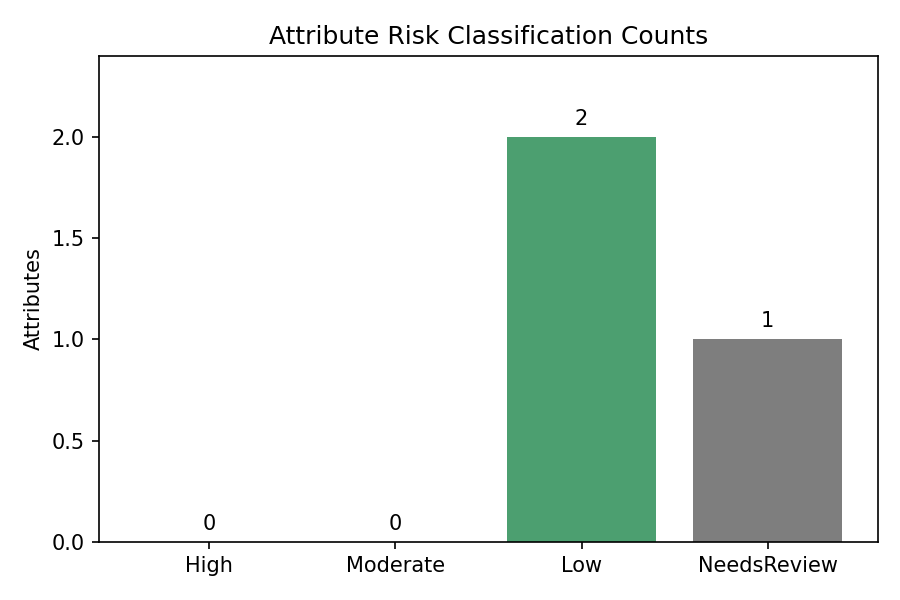 Attribute Risk Classification Counts
Attributes
2.0
1.5
1.0
0.5
0.0
0
0
2
1
High
Moderate
Low
NeedsReview